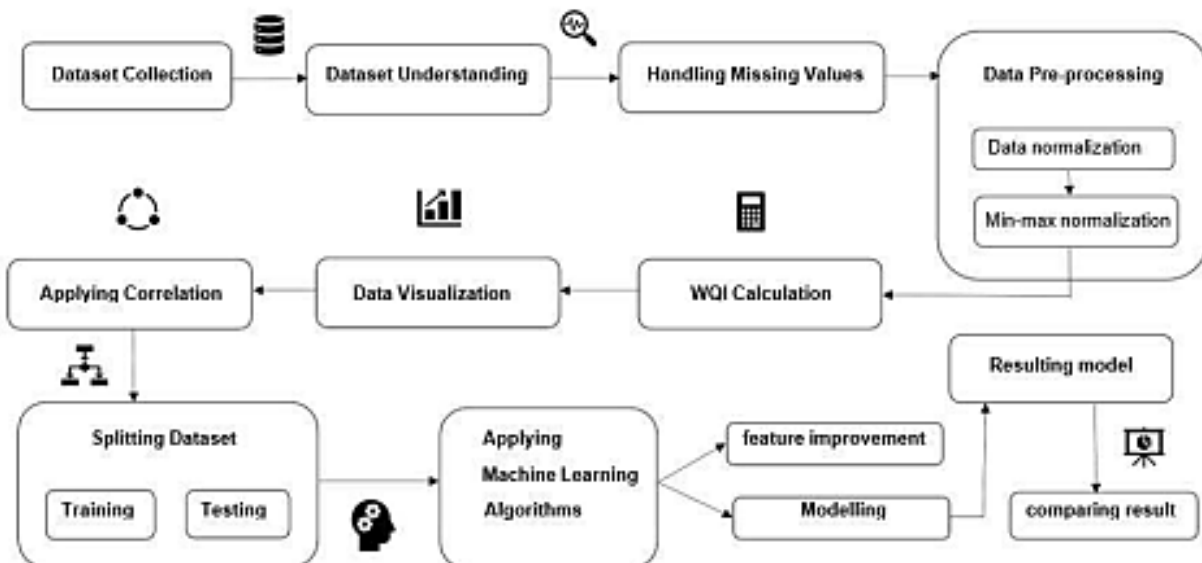 Dataset Collection
Dataset Understanding
Handling Missing Values
Data Pre-processing
Data normalization
Min-max normalization
WQI Calculation
Data Visualization
Applying Correlation
Splitting Dataset
Training
Testing
Applying
Machine Learning
Algorithms
feature improvement
Modelling
Resulting model
comparing result